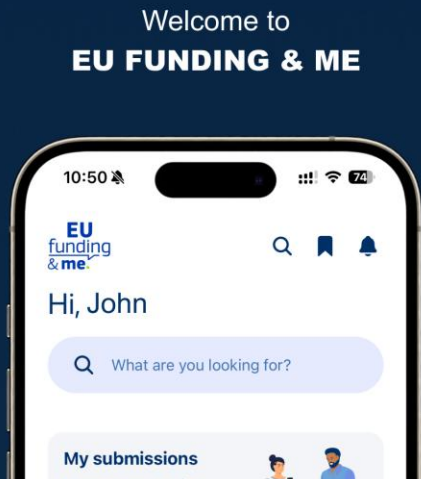 Welcome to
EU FUNDING & ME
10:50
74
EU
funding
& me.
Hi, John
What are you looking for?
My submissions